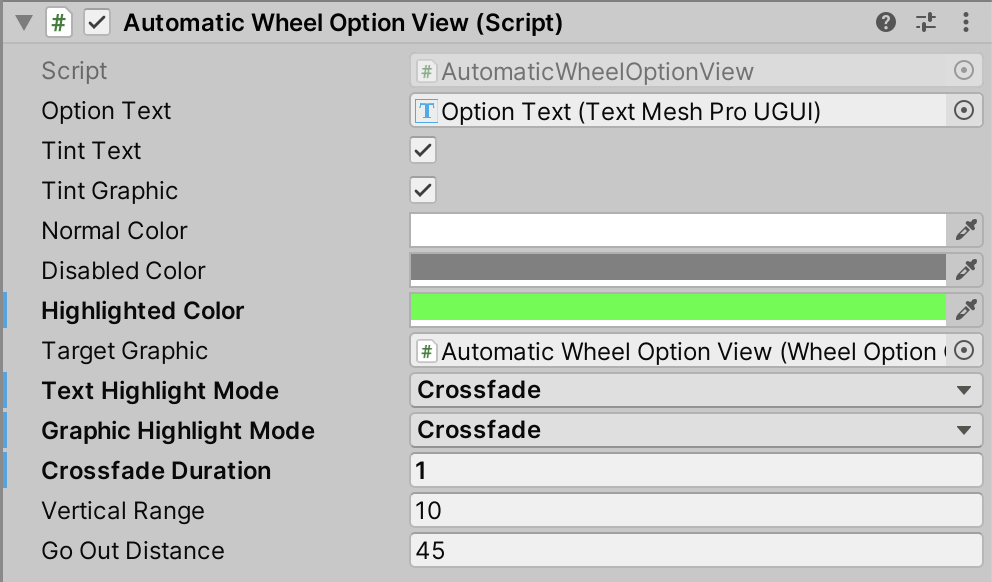 # Automatic Wheel Option View (Script)
Script # AutomaticWheelOptionView
Option Text T Option Text (Text Mesh Pro UGUI)
Tint Text
Tint Graphic
Normal Color
Disabled Color
Highlighted Color
Target Graphic # Automatic Wheel Option View (Wheel Option
Text Highlight Mode Crossfade
Graphic Highlight Mode Crossfade
Crossfade Duration 1
Vertical Range 10
Go Out Distance 45